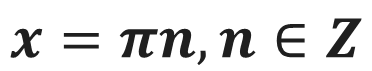 x = πn, n ∈ Z